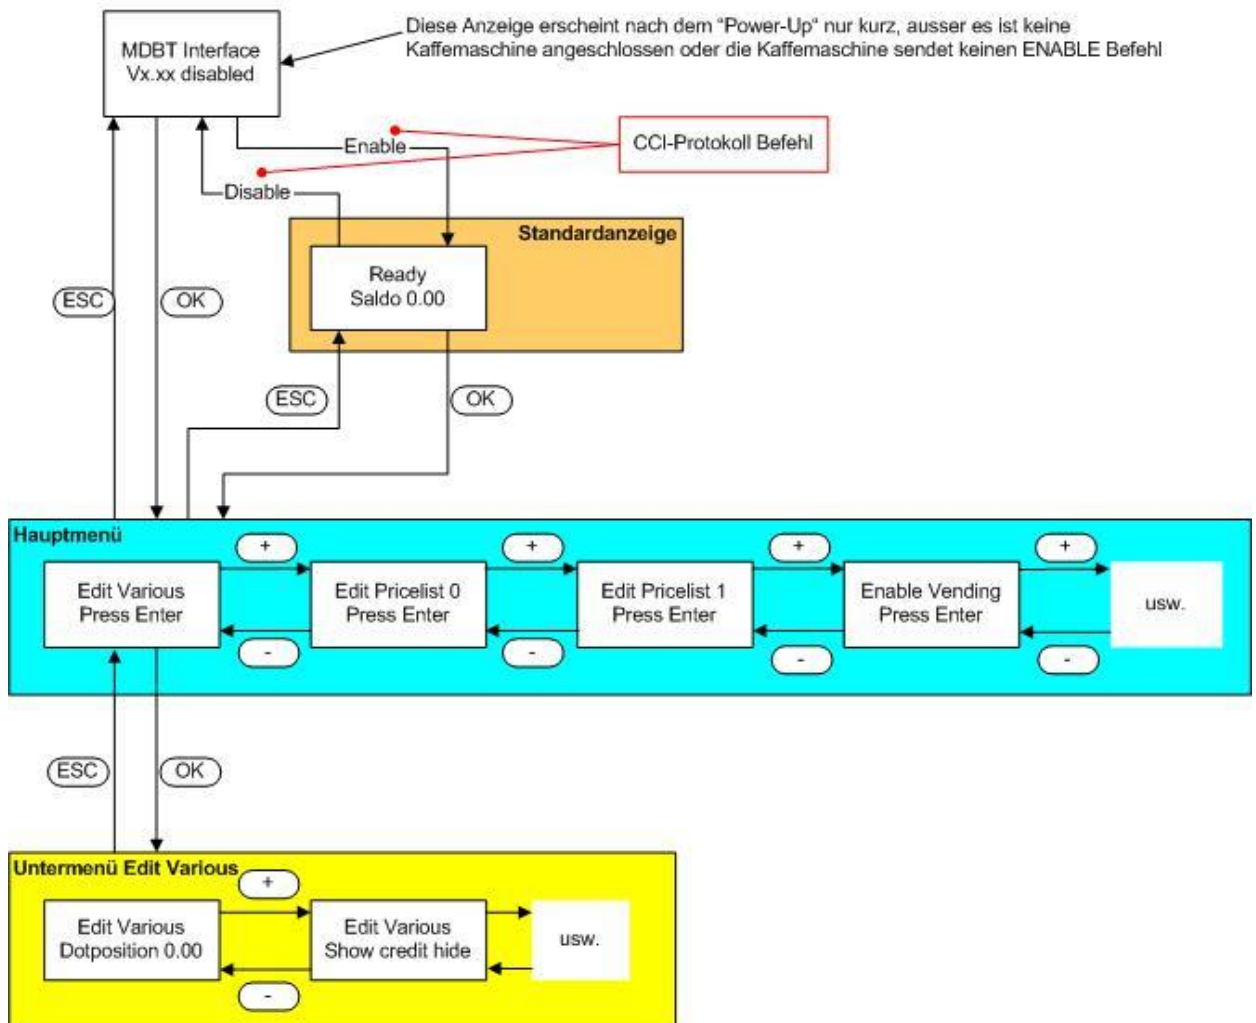 MDBT Interface
Vx.xx disabled
Diese Anzeige erscheint nach dem “Power-Up“ nur kurz, ausser es ist keine
Kaffemaschine angeschlossen oder die Kaffemaschine sendet keinen ENABLE Befehl
Enable
CCI-Protokoll Befehl
Disable
Standardanzeige
Ready
Saldo 0.00
ESC
OK
ESC
OK
Hauptmenü
+
+
+
+
Edit Various
Press Enter
Edit Pricelist 0
Press Enter
Edit Pricelist 1
Press Enter
Enable Vending
Press Enter
usw.
-
-
-
-
ESC
OK
Untermenü Edit Various
+
Edit Various
Dotposition 0.00
Edit Various
Show credit hide
usw.
-